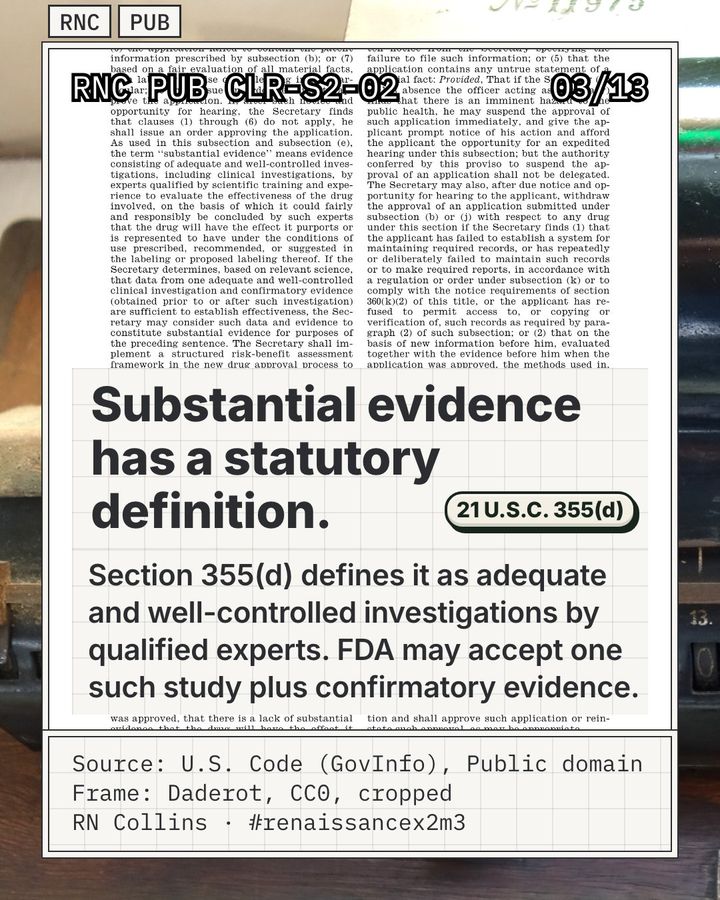 RNC PUB
Nº 11975
RNC PUB CLR-S2-02 03/13
information prescribed by subsection (b); or (7)
based on a fair evaluation of all material facts,
opportunity for hearing, the Secretary finds
that clauses (1) through (6) do not apply, he
shall issue an order approving the application.
As used in this subsection and subsection (e),
the term ‘‘substantial evidence’’ means evidence
consisting of adequate and well-controlled inves-
tigations, including clinical investigations, by
experts qualified by scientific training and expe-
rience to evaluate the effectiveness of the drug
involved, on the basis of which it could fairly
and responsibly be concluded by such experts
that the drug will have the effect it purports or
is represented to have under the conditions of
use prescribed, recommended, or suggested in
the labeling or proposed labeling thereof. If the
Secretary determines, based on relevant science,
that data from one adequate and well-controlled
clinical investigation and confirmatory evidence
(obtained prior to or after such investigation)
are sufficient to establish effectiveness, the Sec-
retary may consider such data and evidence to
constitute substantial evidence for purposes of
the preceding sentence. The Secretary shall im-
plement a structured risk-benefit assessment
framework in the new drug approval process to
failure to file such information; or (5) that the
application contains any untrue statement of a
fact: Provided, That if the
absence the officer acting as
that there is an imminent
public health, he may suspend the approval of
such application immediately, and give the ap-
plicant prompt notice of his action and afford
the applicant the opportunity for an expedited
hearing under this subsection; but the authority
conferred by this proviso to suspend the ap-
proval of an application shall not be delegated.
The Secretary may also, after due notice and op-
portunity for hearing to the applicant, withdraw
the approval of an application submitted under
subsection (b) or (j) with respect to any drug
under this section if the Secretary finds (1) that
the applicant has failed to establish a system for
maintaining required records, or has repeatedly
or deliberately failed to maintain such records
or to make required reports, in accordance with
a regulation or order under subsection (k) or to
comply with the notice requirements of section
360(k)(2) of this title, or the applicant has re-
fused to permit access to, or copying or
verification of, such records as required by para-
graph (2) of such subsection; or (2) that on the
basis of new information before him, evaluated
together with the evidence before him when the
application was approved, the methods used in,
Substantial evidence
has a statutory
definition.
21 U.S.C. 355(d)
Section 355(d) defines it as adequate
and well-controlled investigations by
qualified experts. FDA may accept one
such study plus confirmatory evidence.
was approved, that there is a lack of substantial
tion and shall approve such application or rein-
13.
Source: U.S. Code (GovInfo), Public domain
Frame: Daderot, CC0, cropped
RN Collins · #renaissancex2m3